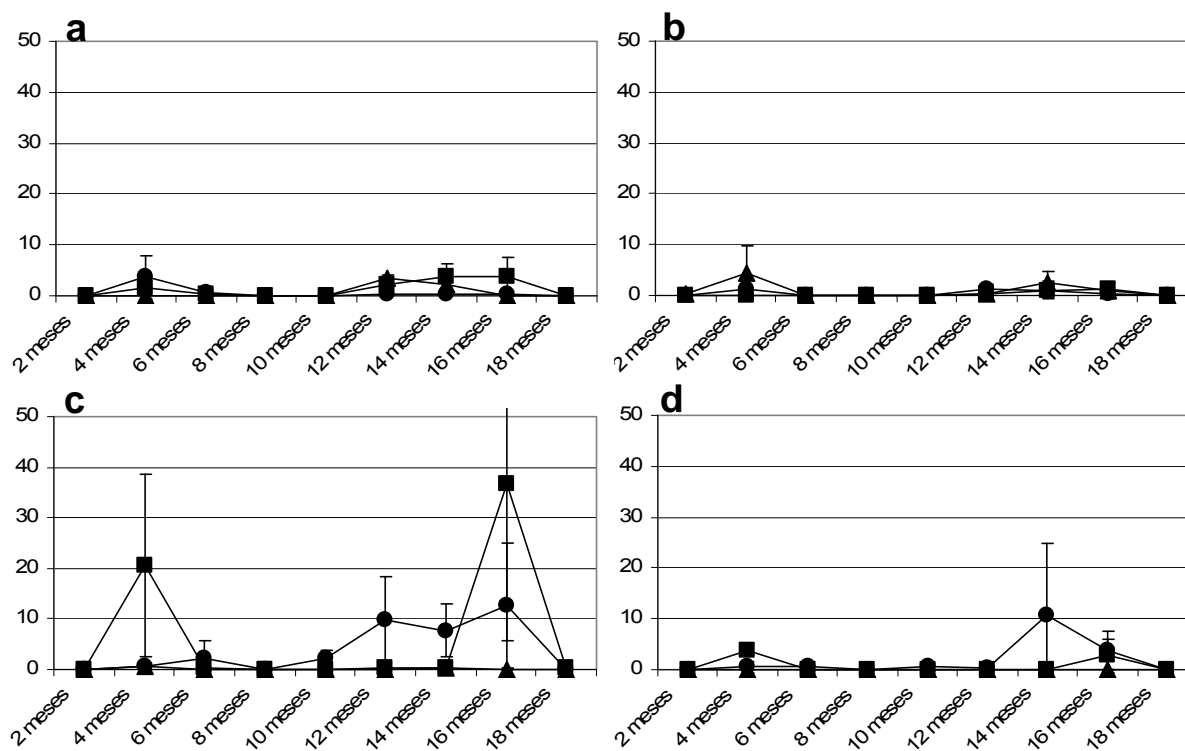 a
50
40
30
20
10
0
2 meses
4 meses
6 meses
8 meses
10 meses
12 meses
14 meses
16 meses
18 meses
b
50
40
30
20
10
0
2 meses
4 meses
6 meses
8 meses
10 meses
12 meses
14 meses
16 meses
18 meses
c
50
40
30
20
10
0
2 meses
4 meses
6 meses
8 meses
10 meses
12 meses
14 meses
16 meses
18 meses
d
50
40
30
20
10
0
2 meses
4 meses
6 meses
8 meses
10 meses
12 meses
14 meses
16 meses
18 meses